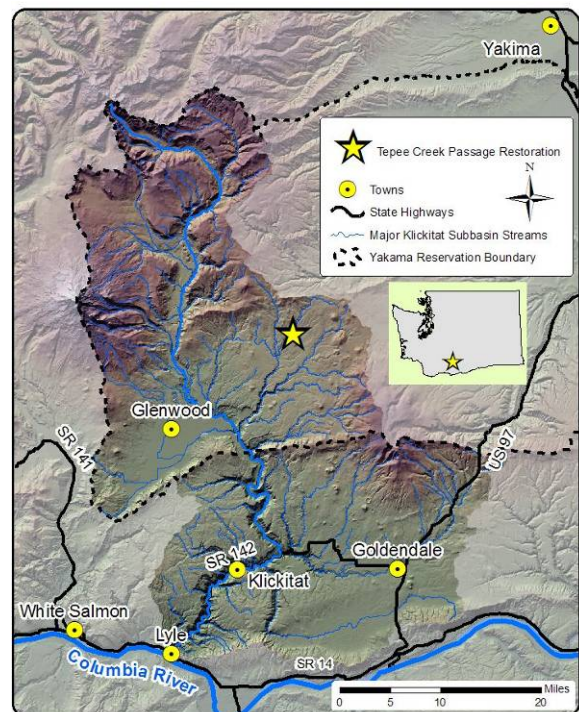 Yakima
Tepee Creek Passage Restoration
N
Towns
State Highways
Major Klickitat Subbasin Streams
Yakama Reservation Boundary
Glenwood
SR 141
US 97
SR 142
Klickitat
Goldendale
White Salmon
Lyle
Columbia River
SR 14
Miles
0 5 10 20